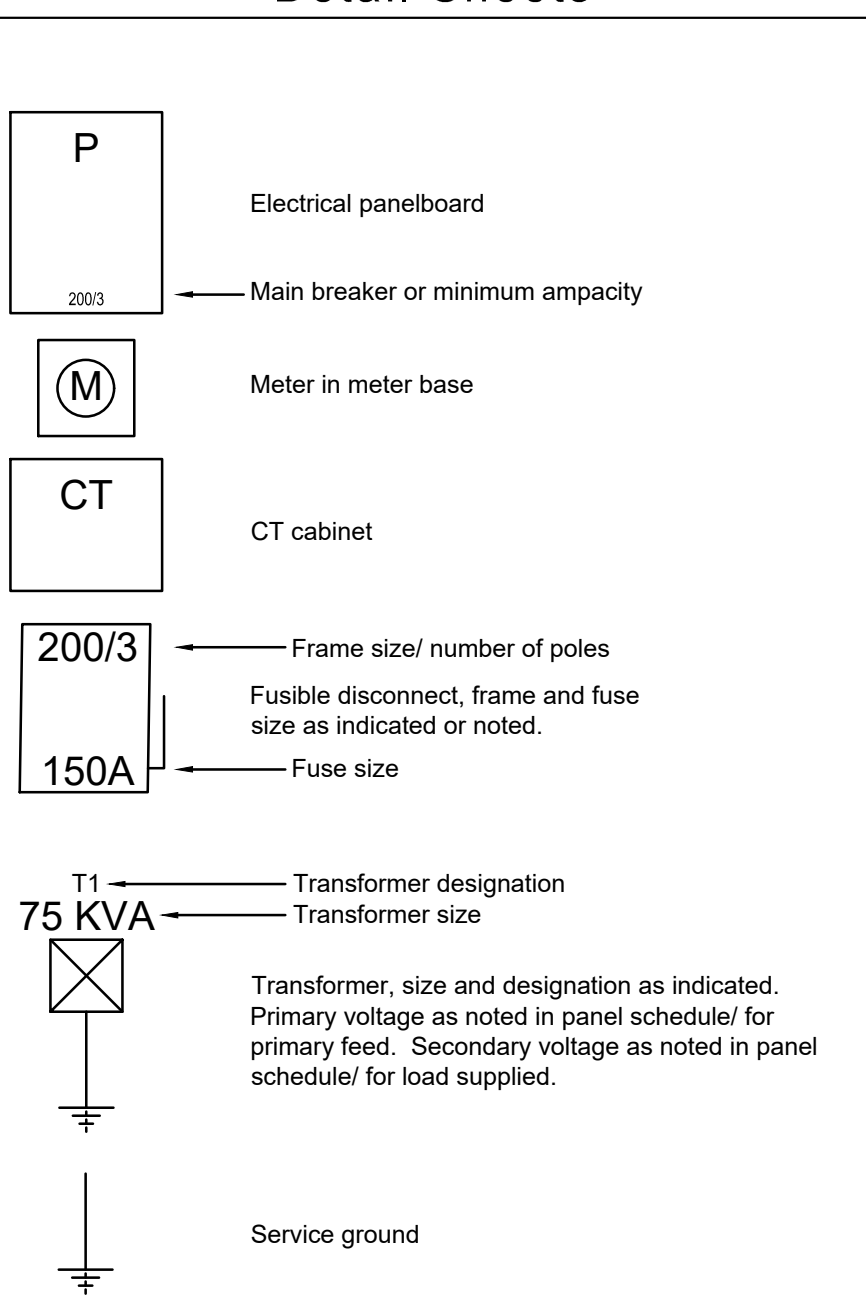 P
Electrical panelboard
200/3
Main breaker or minimum ampacity
M
Meter in meter base
CT
CT cabinet
200/3
Frame size/ number of poles
Fusible disconnect, frame and fuse
size as indicated or noted.
150A
Fuse size
T1
Transformer designation
75 KVA
Transformer size
Transformer, size and designation as indicated.
Primary voltage as noted in panel schedule/ for
primary feed.  Secondary voltage as noted in panel
schedule/ for load supplied.
Service ground